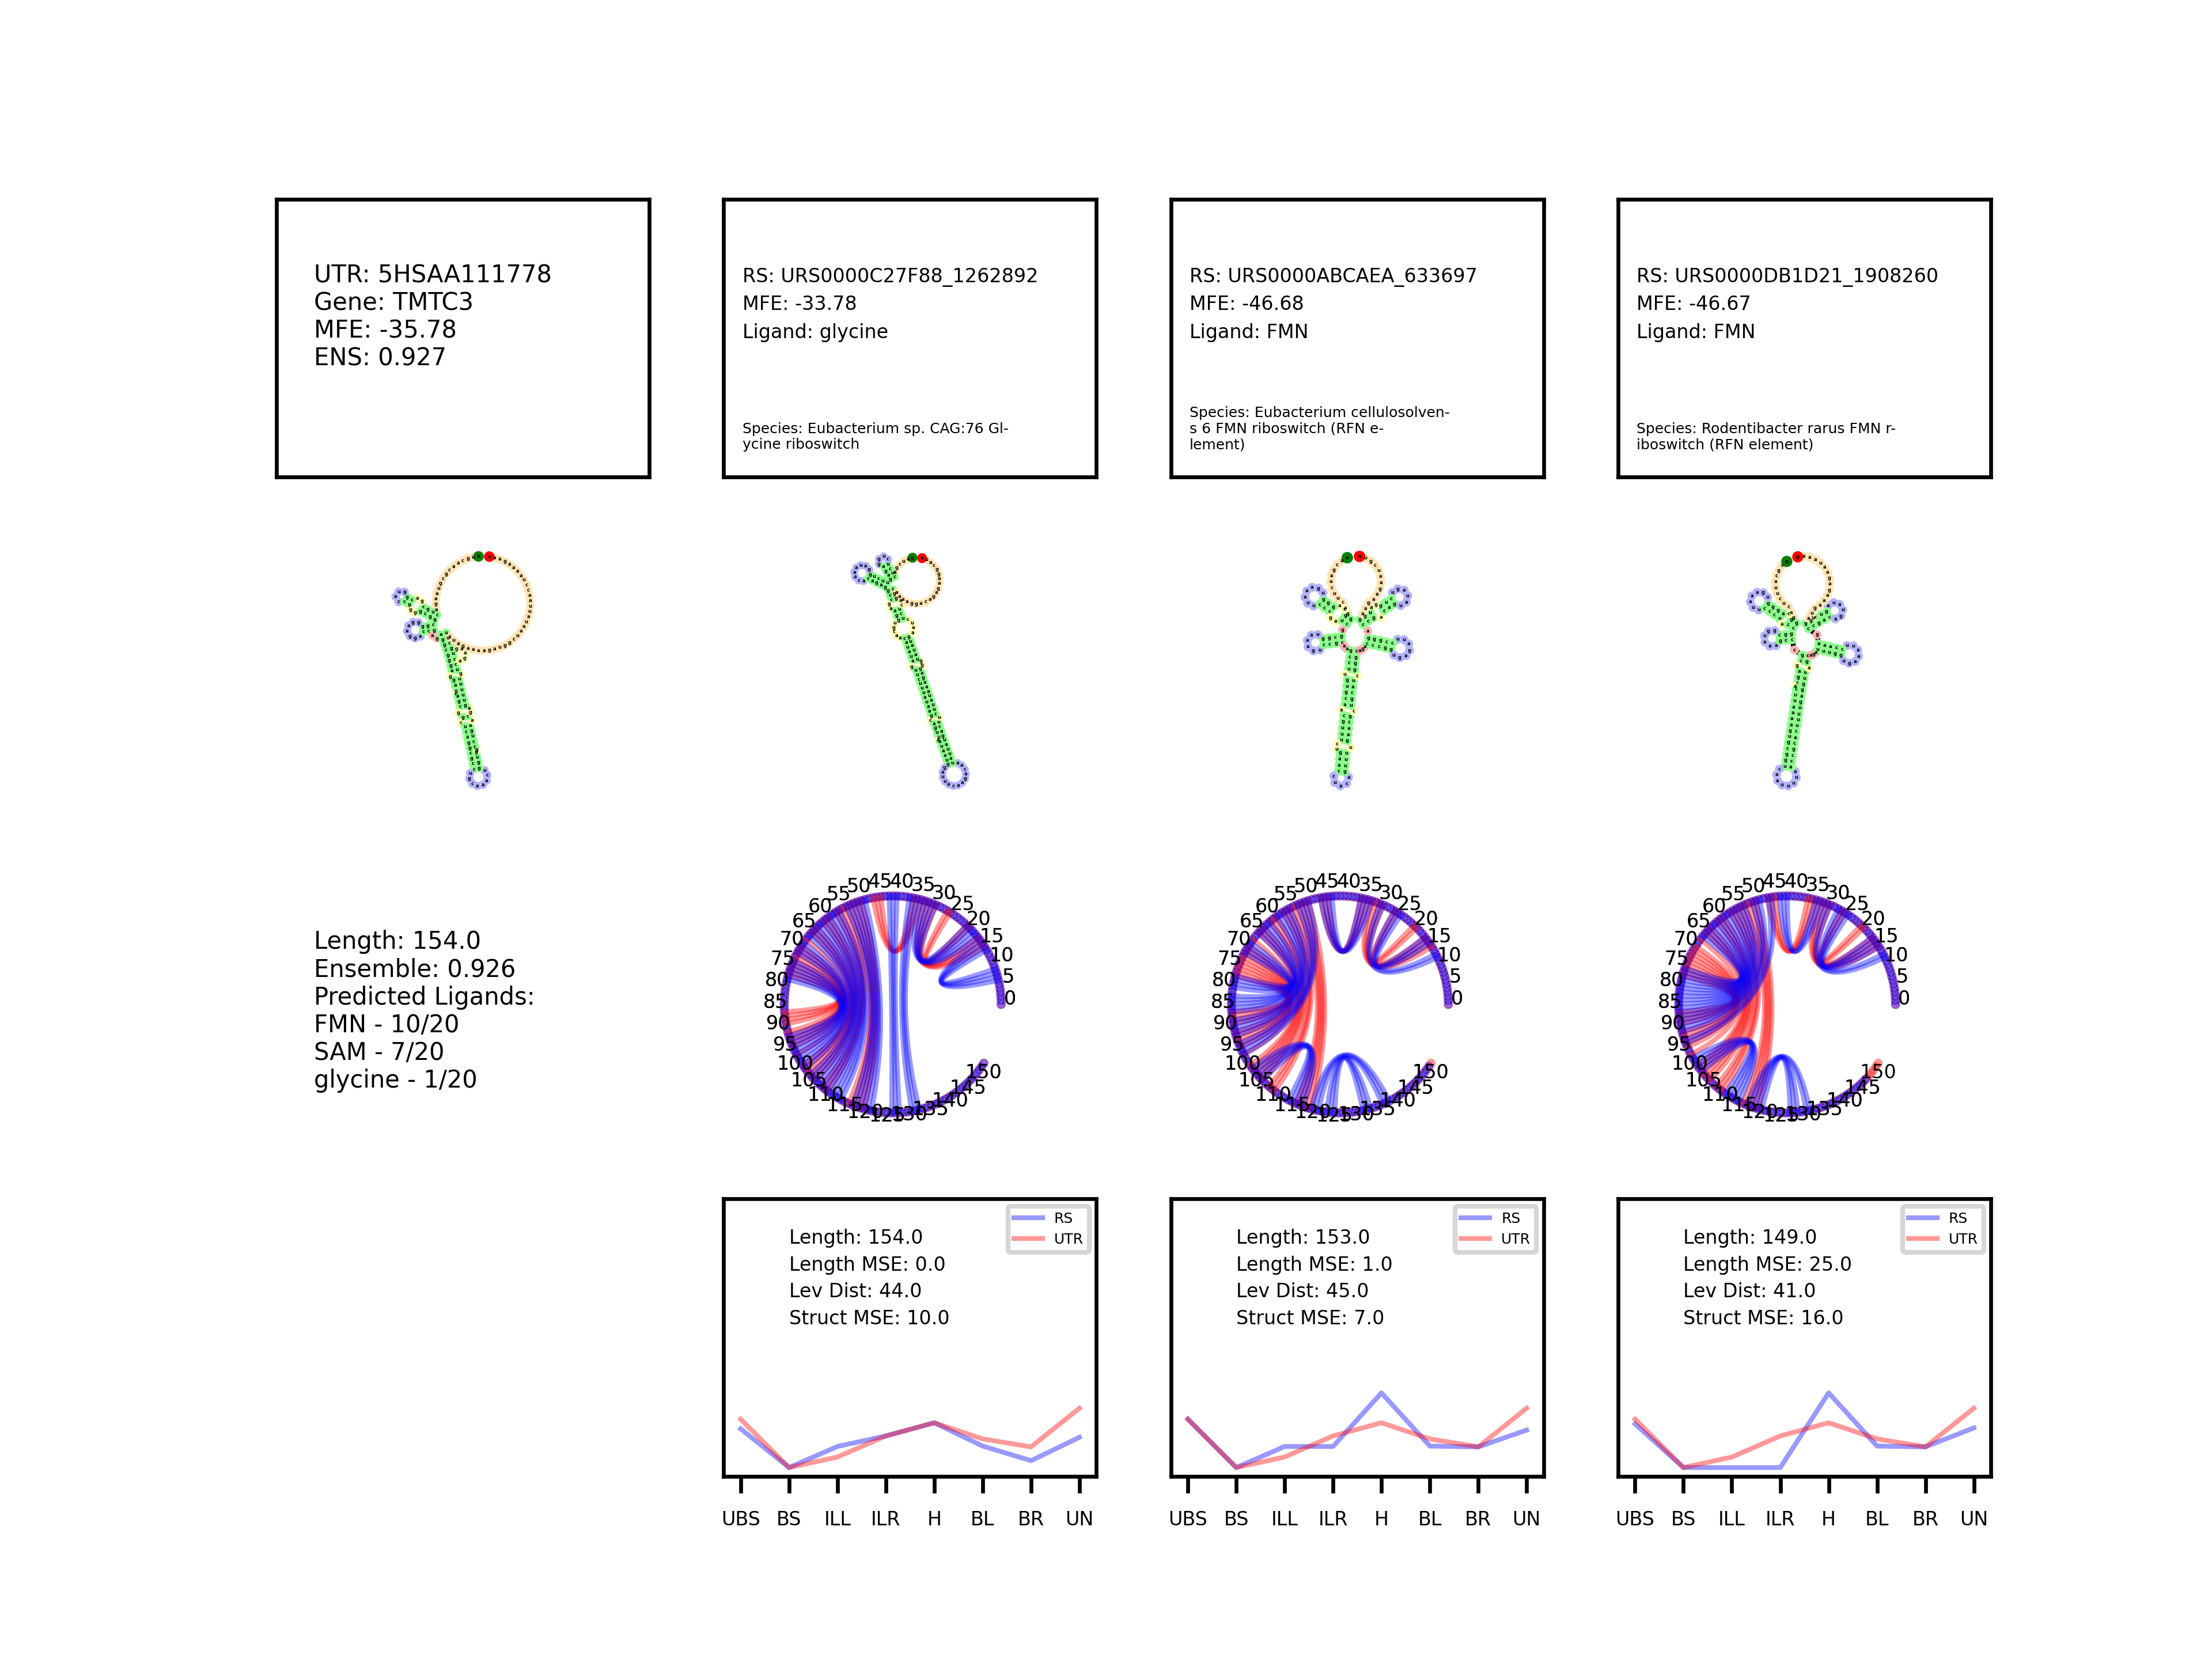 UTR: 5HSAA111778
Gene: TMTC3
MFE: -35.78
ENS: 0.927
RS: URS0000C27F88_1262892
MFE: -33.78
Ligand: glycine
Species: Eubacterium sp. CAG:76 Gl-
ycine riboswitch
RS: URS0000ABCAEA_633697
MFE: -46.68
Ligand: FMN
Species: Eubacterium cellulosolven-
s 6 FMN riboswitch (RFN e-
lement)
RS: URS0000DB1D21_1908260
MFE: -46.67
Ligand: FMN
Species: Rodentibacter rarus FMN r-
iboswitch (RFN element)
Length: 154.0
Ensemble: 0.926
Predicted Ligands:
FMN - 10/20
SAM - 7/20
glycine - 1/20
0 5 10 15 20 25 30 35 40 45 50 55 60 65 70 75 80 85 90 95 100 105 110 115 120 125 130 135 140 145 150
0 5 10 15 20 25 30 35 40 45 50 55 60 65 70 75 80 85 90 95 100 105 110 115 120 125 130 135 140 145 150
0 5 10 15 20 25 30 35 40 45 50 55 60 65 70 75 80 85 90 95 100 105 110 115 120 125 130 135 140 145 150
RS
UTR
Length: 154.0
Length MSE: 0.0
Lev Dist: 44.0
Struct MSE: 10.0
UBS BS ILL ILR H BL BR UN
RS
UTR
Length: 153.0
Length MSE: 1.0
Lev Dist: 45.0
Struct MSE: 7.0
UBS BS ILL ILR H BL BR UN
RS
UTR
Length: 149.0
Length MSE: 25.0
Lev Dist: 41.0
Struct MSE: 16.0
UBS BS ILL ILR H BL BR UN